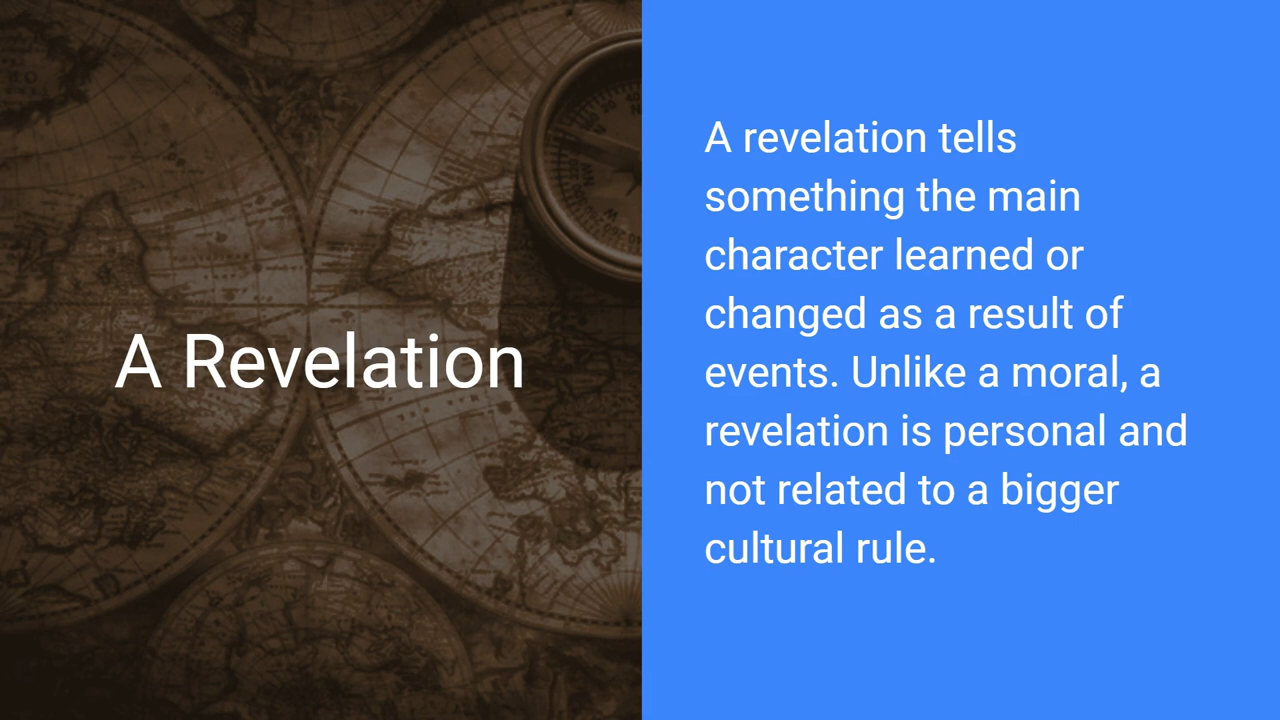 A Revelation
A revelation tells
something the main
character learned or
changed as a result of
events. Unlike a moral, a
revelation is personal and
not related to a bigger
cultural rule.